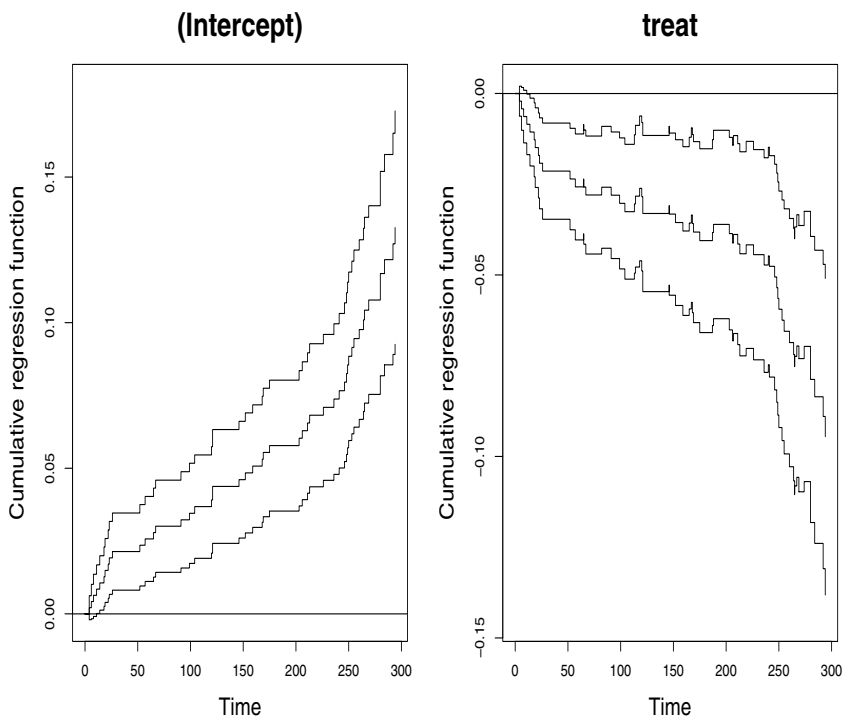 (Intercept)
Cumulative regression function
0.00
0.05
0.10
0.15
0 50 100 150 200 250 300
Time
treat
Cumulative regression function
−0.15
−0.10
−0.05
0.00
0 50 100 150 200 250 300
Time